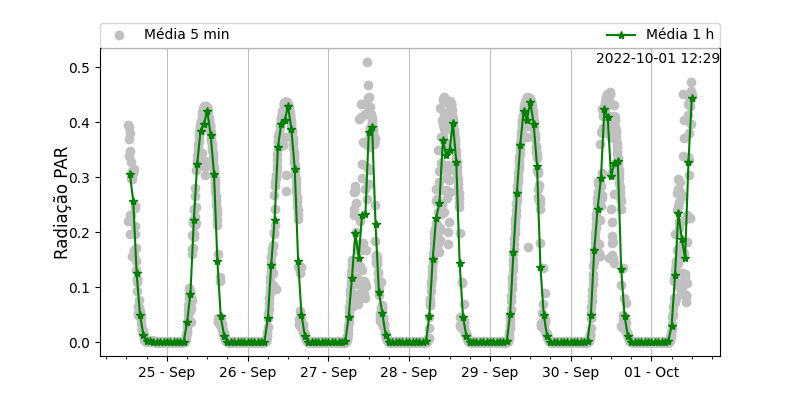 Média 5 min
Média 1 h
2022-10-01 12:29
Radiação PAR
0.5
0.4
0.3
0.2
0.1
0.0
25 - Sep
26 - Sep
27 - Sep
28 - Sep
29 - Sep
30 - Sep
01 - Oct